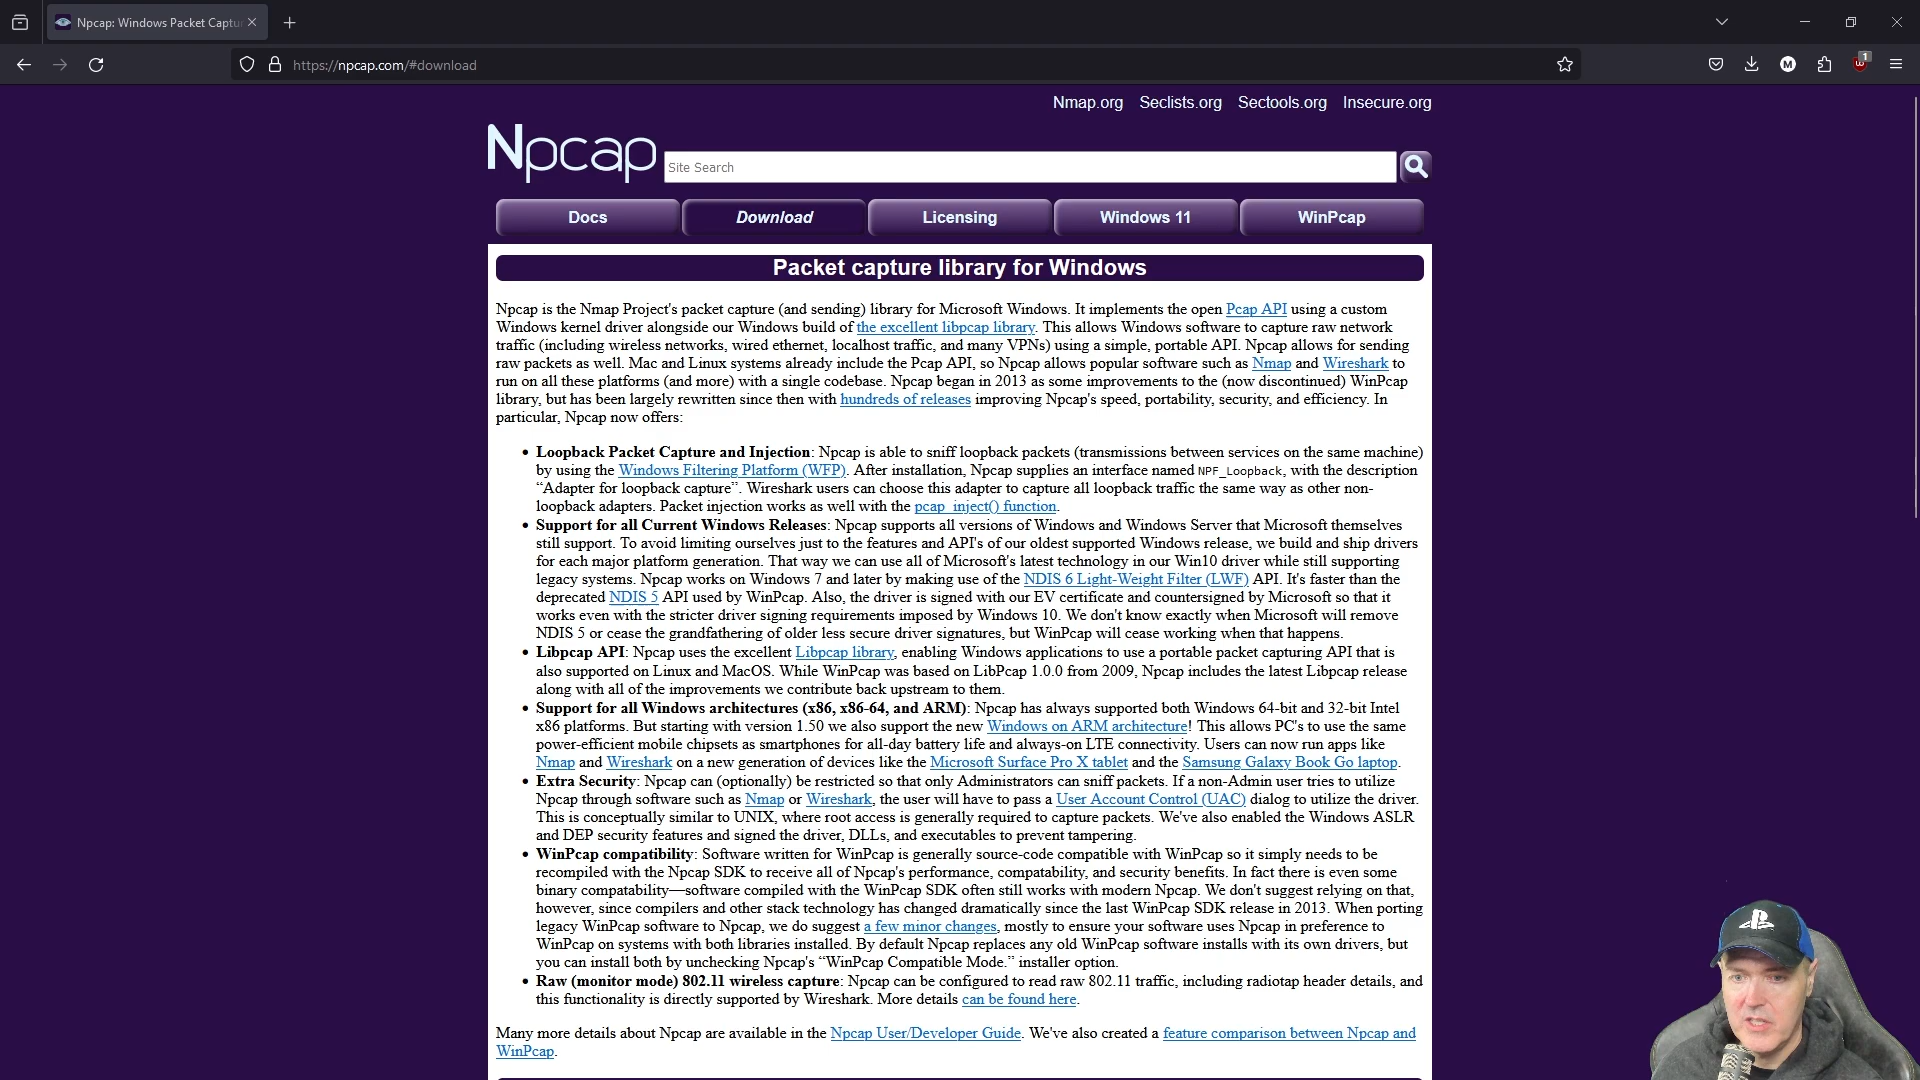 Npcap: Windows Packet Captur
https://npcap.com/#download
M
1
Nmap.org Seclists.org Sectools.org Insecure.org
Npcap
Site Search
Docs Download Licensing Windows 11 WinPcap
Packet capture library for Windows
Npcap is the Nmap Project's packet capture (and sending) library for Microsoft Windows. It implements the open Pcap API using a custom
Windows kernel driver alongside our Windows build of the excellent libpcap library. This allows Windows software to capture raw network
traffic (including wireless networks, wired ethernet, localhost traffic, and many VPNs) using a simple, portable API. Npcap allows for sending
raw packets as well. Mac and Linux systems already include the Pcap API, so Npcap allows popular software such as Nmap and Wireshark to
run on all these platforms (and more) with a single codebase. Npcap began in 2013 as some improvements to the (now discontinued) WinPcap
library, but has been largely rewritten since then with hundreds of releases improving Npcap's speed, portability, security, and efficiency. In
particular, Npcap now offers:
• Loopback Packet Capture and Injection: Npcap is able to sniff loopback packets (transmissions between services on the same machine)
by using the Windows Filtering Platform (WFP). After installation, Npcap supplies an interface named NPF_Loopback, with the description
“Adapter for loopback capture”. Wireshark users can choose this adapter to capture all loopback traffic the same way as other non-
loopback adapters. Packet injection works as well with the pcap_inject() function.
• Support for all Current Windows Releases: Npcap supports all versions of Windows and Windows Server that Microsoft themselves
still support. To avoid limiting ourselves just to the features and API's of our oldest supported Windows release, we build and ship drivers
for each major platform generation. That way we can use all of Microsoft's latest technology in our Win10 driver while still supporting
legacy systems. Npcap works on Windows 7 and later by making use of the NDIS 6 Light-Weight Filter (LWF) API. It's faster than the
deprecated NDIS 5 API used by WinPcap. Also, the driver is signed with our EV certificate and countersigned by Microsoft so that it
works even with the stricter driver signing requirements imposed by Windows 10. We don't know exactly when Microsoft will remove
NDIS 5 or cease the grandfathering of older less secure driver signatures, but WinPcap will cease working when that happens.
• Libpcap API: Npcap uses the excellent Libpcap library, enabling Windows applications to use a portable packet capturing API that is
also supported on Linux and MacOS. While WinPcap was based on LibPcap 1.0.0 from 2009, Npcap includes the latest Libpcap release
along with all of the improvements we contribute back upstream to them.
• Support for all Windows architectures (x86, x86-64, and ARM): Npcap has always supported both Windows 64-bit and 32-bit Intel
x86 platforms. But starting with version 1.50 we also support the new Windows on ARM architecture! This allows PC's to use the same
power-efficient mobile chipsets as smartphones for all-day battery life and always-on LTE connectivity. Users can now run apps like
Nmap and Wireshark on a new generation of devices like the Microsoft Surface Pro X tablet and the Samsung Galaxy Book Go laptop.
• Extra Security: Npcap can (optionally) be restricted so that only Administrators can sniff packets. If a non-Admin user tries to utilize
Npcap through software such as Nmap or Wireshark, the user will have to pass a User Account Control (UAC) dialog to utilize the driver.
This is conceptually similar to UNIX, where root access is generally required to capture packets. We've also enabled the Windows ASLR
and DEP security features and signed the driver, DLLs, and executables to prevent tampering.
• WinPcap compatibility: Software written for WinPcap is generally source-code compatible with WinPcap so it simply needs to be
recompiled with the Npcap SDK to receive all of Npcap's performance, compatability, and security benefits. In fact there is even some
binary compatability—software compiled with the WinPcap SDK often still works with modern Npcap. We don't suggest relying on that,
however, since compilers and other stack technology has changed dramatically since the last WinPcap SDK release in 2013. When porting
legacy WinPcap software to Npcap, we do suggest a few minor changes, mostly to ensure your software uses Npcap in preference to
WinPcap on systems with both libraries installed. By default Npcap replaces any old WinPcap software installs with its own drivers, but
you can install both by unchecking Npcap's “WinPcap Compatible Mode.” installer option.
• Raw (monitor mode) 802.11 wireless capture: Npcap can be configured to read raw 802.11 traffic, including radiotap header details, and
this functionality is directly supported by Wireshark. More details can be found here.
Many more details about Npcap are available in the Npcap User/Developer Guide. We've also created a feature comparison between Npcap and
WinPcap.